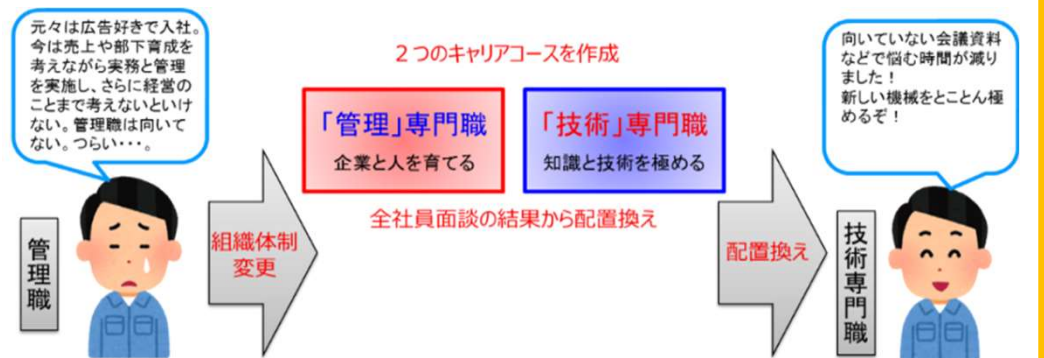 元々は広告好きで入社。
今は売上や部下育成を
考えながら実務と管理
を実施し、さらに経営の
ことまで考えないといけ
ない。管理職は向いて
ない。つらい・・・。
管理職
組織体制
変更
２つのキャリアコースを作成
「管理」専門職
企業と人を育てる
「技術」専門職
知識と技術を極める
全社員面談の結果から配置換え
配置換え
向いていない会議資料
などで悩む時間が減り
ました！
新しい機械をとことん極
めるぞ！
技術専門職